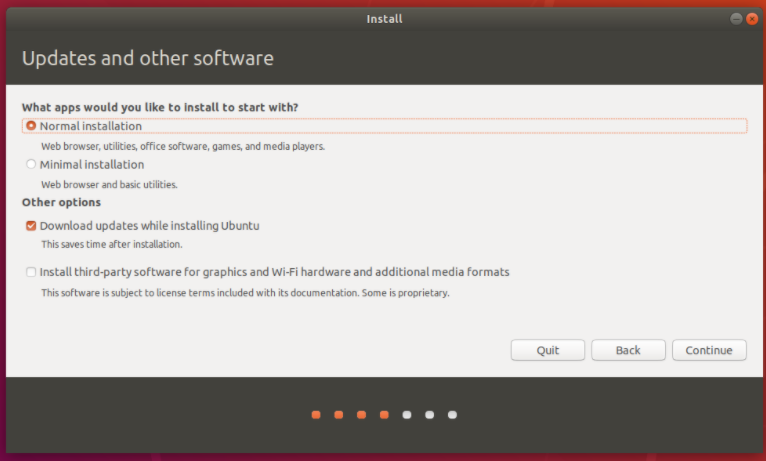 Install
Updates and other software
What apps would you like to install to start with?
Normal installation
Web browser, utilities, office software, games, and media players.
Minimal installation
Web browser and basic utilities.
Other options
Download updates while installing Ubuntu
This saves time after installation.
Install third-party software for graphics and Wi-Fi hardware and additional media formats
This software is subject to license terms included with its documentation. Some is proprietary.
Quit Back Continue